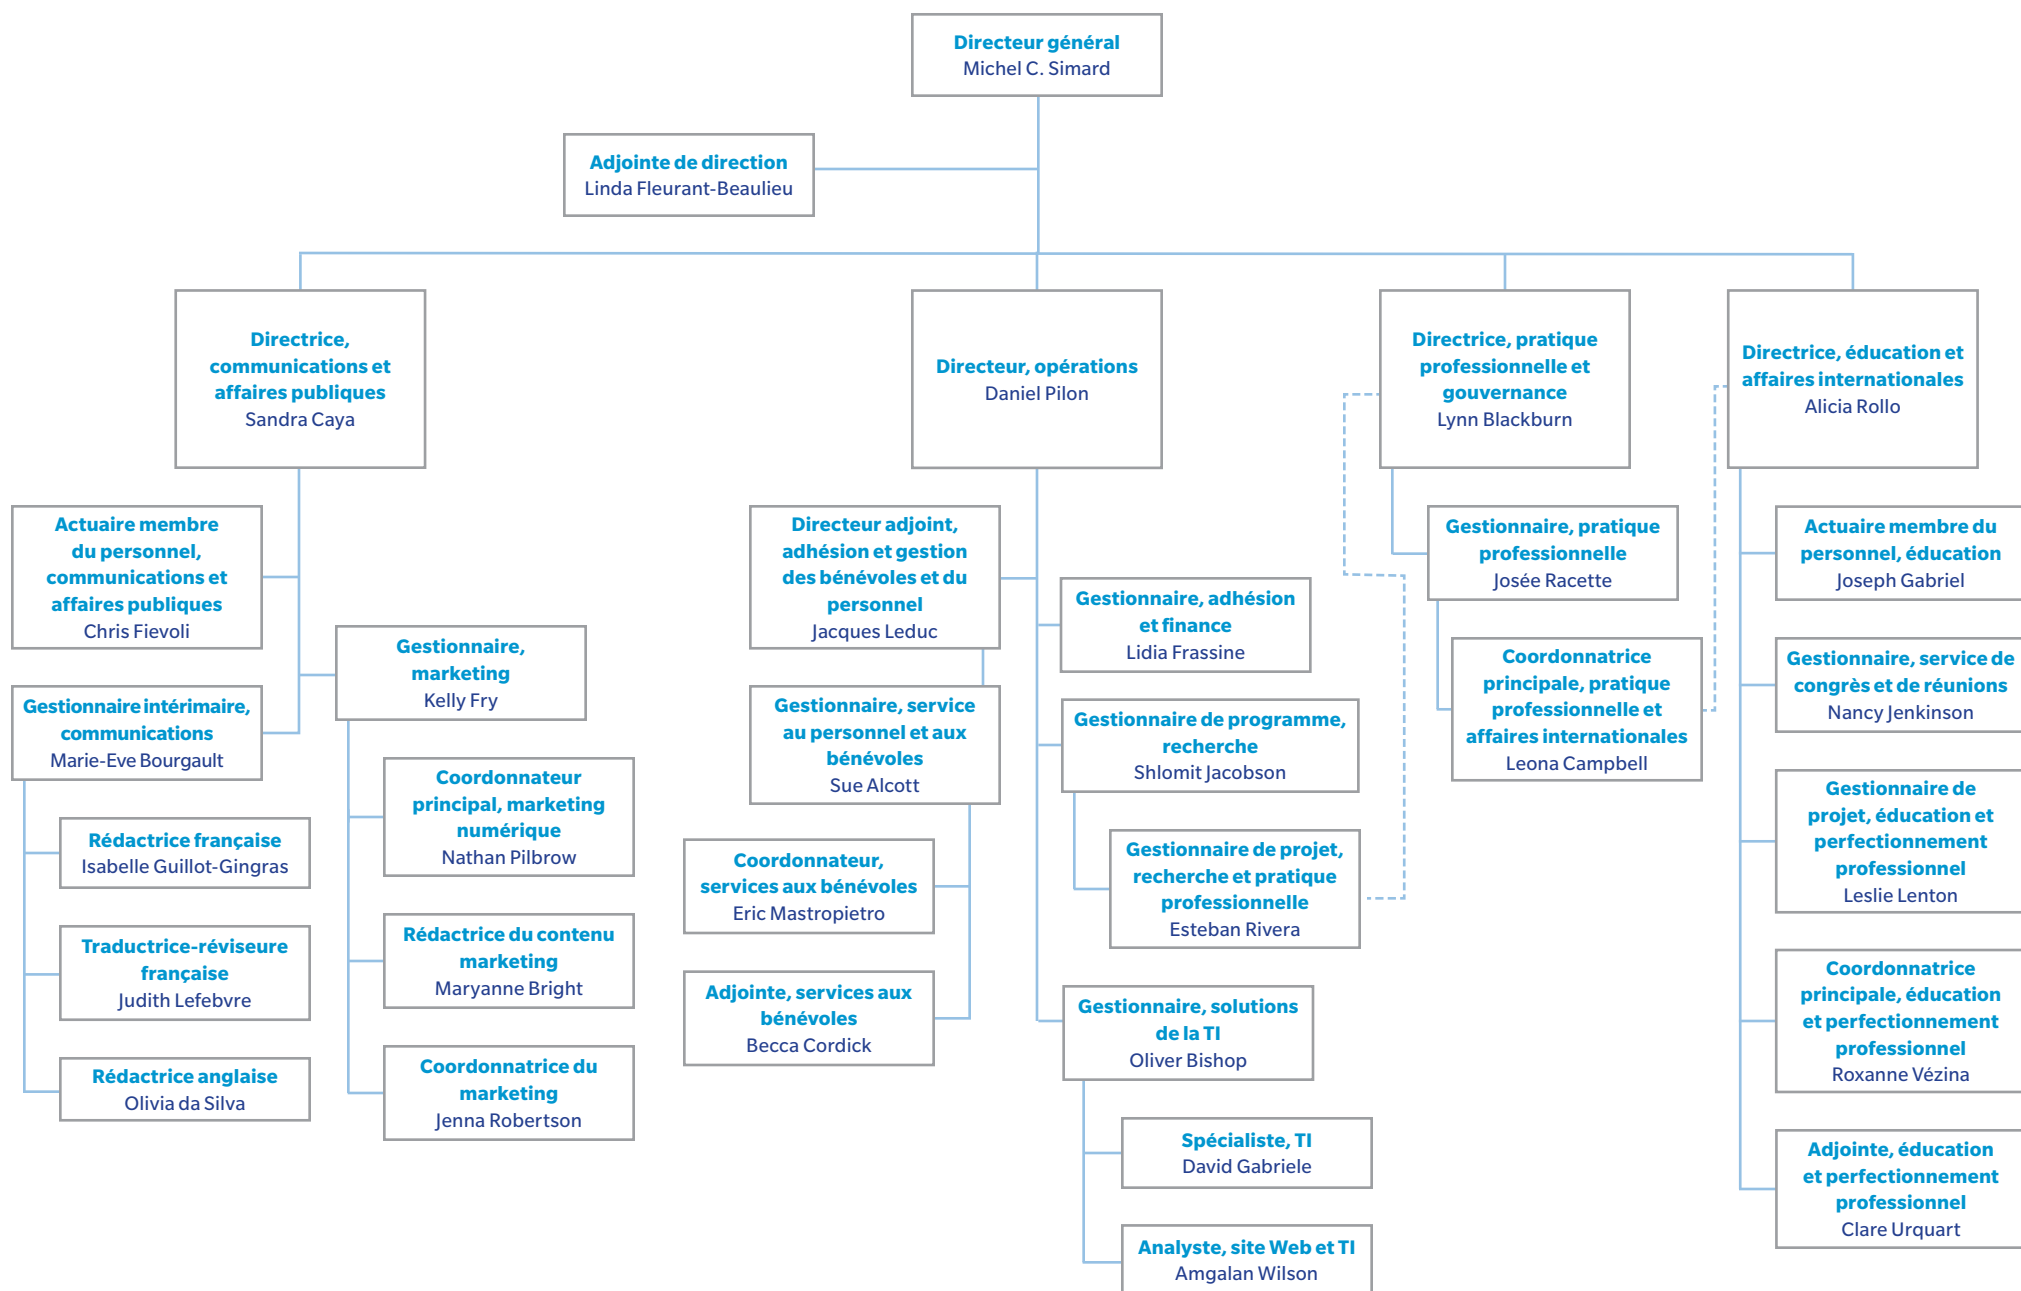 Directeur général
Michel C. Simard
Adjointe de direction
Linda Fleurant-Beaulieu
Directrice,
communications et
affaires publiques
Sandra Caya
Directeur, opérations
Daniel Pilon
Directrice, pratique
professionnelle et
gouvernance
Lynn Blackburn
Directrice, éducation et
affaires internationales
Alicia Rollo
Actuaire membre
du personnel,
communications et
affaires publiques
Chris Fievoli
Gestionnaire,
marketing
Kelly Fry
Gestionnaire intérimaire,
communications
Marie-Eve Bourgault
Rédactrice française
Isabelle Guillot-Gingras
Traductrice-réviseure
française
Judith Lefebvre
Rédactrice anglaise
Olivia da Silva
Coordonnateur
principal, marketing
numérique
Nathan Pilbrow
Rédactrice du contenu
marketing
Maryanne Bright
Coordonnatrice du
marketing
Jenna Robertson
Directeur adjoint,
adhésion et gestion
des bénévoles et du
personnel
Jacques Leduc
Gestionnaire, service
au personnel et aux
bénévoles
Sue Alcott
Coordonnateur,
services aux bénévoles
Eric Mastropietro
Adjointe, services aux
bénévoles
Becca Cordick
Gestionnaire, adhésion
et finance
Lidia Frassine
Gestionnaire de programme,
recherche
Shlomit Jacobson
Gestionnaire de projet,
recherche et pratique
professionnelle
Esteban Rivera
Gestionnaire, solutions
de la TI
Oliver Bishop
Spécialiste, TI
David Gabriele
Analyste, site Web et TI
Amgalan Wilson
Gestionnaire, pratique
professionnelle
Josée Racette
Coordonnatrice
principale, pratique
professionnelle et
affaires internationales
Leona Campbell
Actuaire membre du
personnel, éducation
Joseph Gabriel
Gestionnaire, service de
congrès et de réunions
Nancy Jenkinson
Gestionnaire de
projet, éducation et
perfectionnement
professionnel
Leslie Lenton
Coordonnatrice
principale, éducation
et perfectionnement
professionnel
Roxanne Vézina
Adjointe, éducation
et perfectionnement
professionnel
Clare Urquart